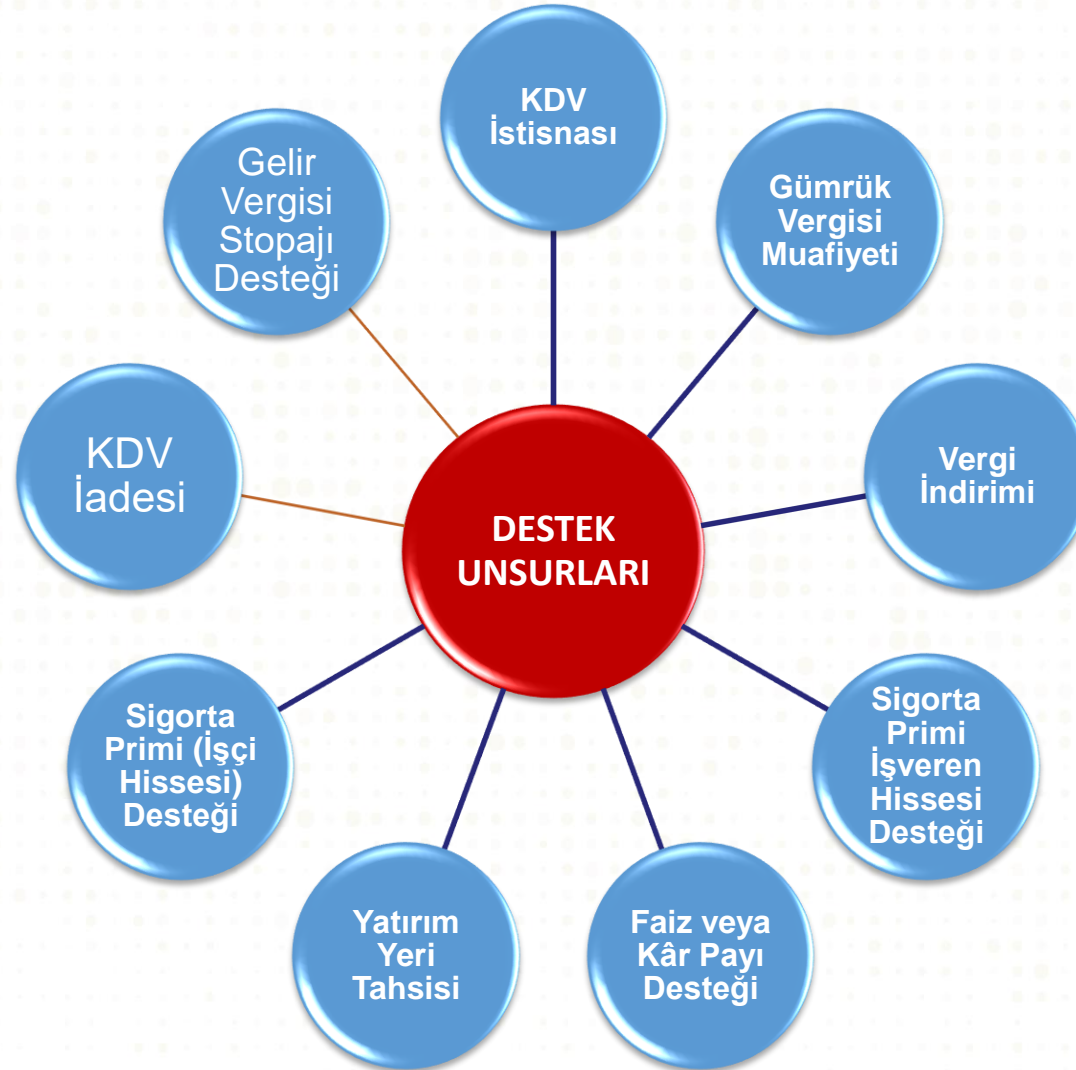 KDV
İstisnası
Gümrük
Vergisi
Muafiyeti
Vergi
İndirimi
Sigorta
Primi
İşveren
Hissesi
Desteği
Faiz veya
Kâr Payı
Desteği
Yatırım
Yeri
Tahsisi
Sigorta
Primi (İşçi
Hissesi)
Desteği
KDV
İadesi
Gelir
Vergisi
Stopajı
Desteği
DESTEK
UNSURLARI